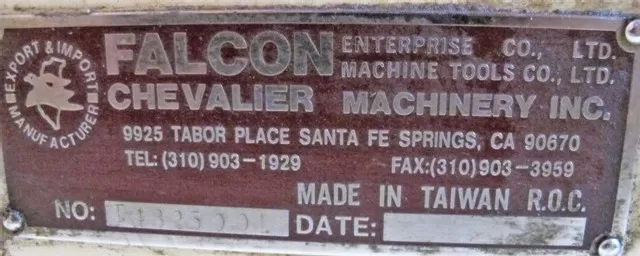 EXPORT & IMPORT
MANUFACTURER
FALCON ENTERPRISE CO., LTD.
MACHINE TOOLS CO., LTD.
CHEVALIER MACHINERY INC.
9925 TABOR PLACE SANTA FE SPRINGS, CA 90670
TEL:(310) 903-1929 FAX:(310)903-3959
MADE IN TAIWAN R.O.C.
NO: DATE: